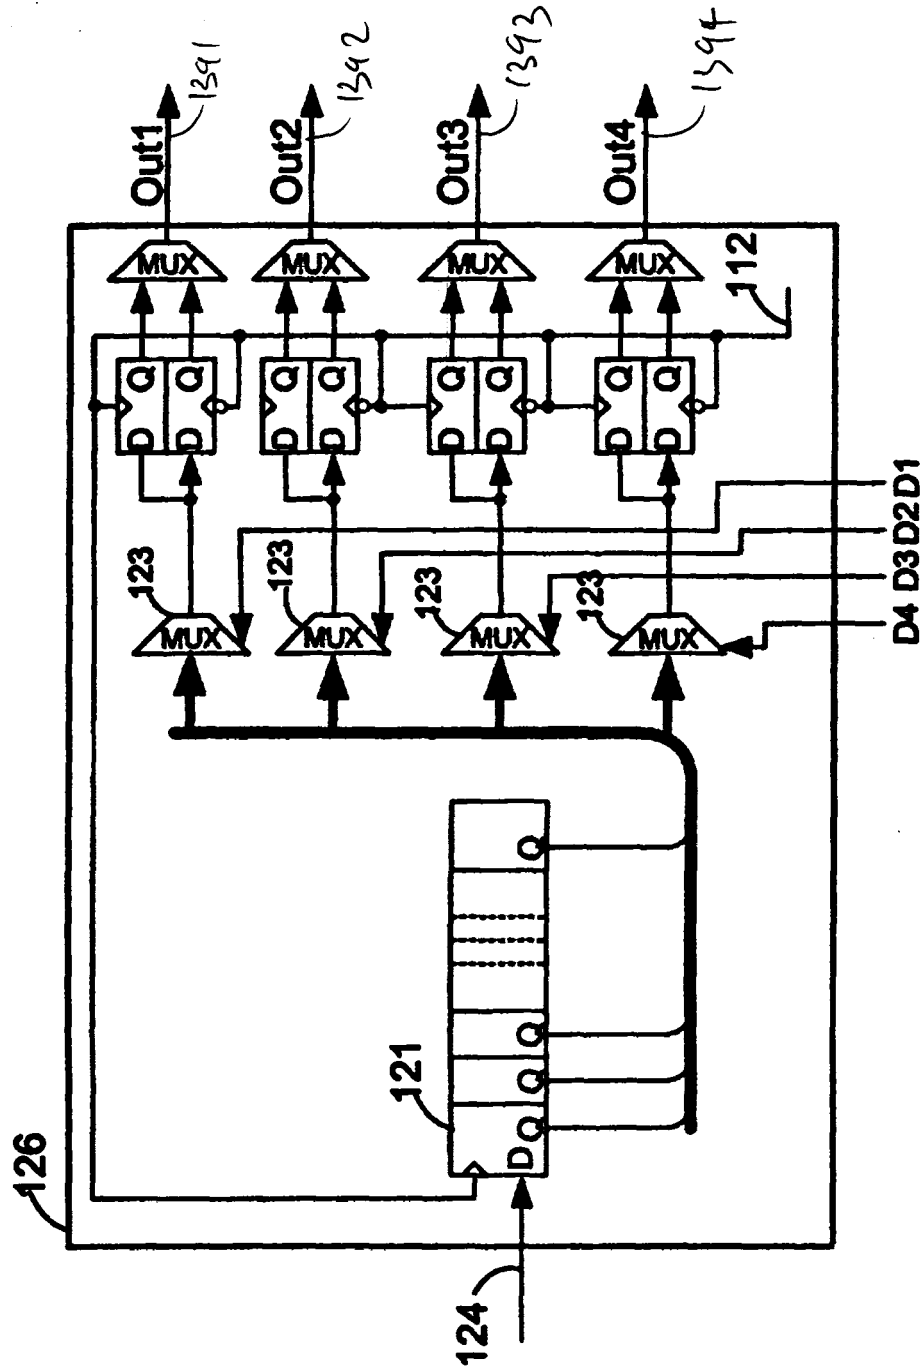 126
124
121
D Q
Q
Q
Q
123
123
123
123
MUX
MUX
MUX
MUX
D4 D3 D2 D1
D Q
D Q
D Q
D Q
D Q
D Q
D Q
D Q
112
MUX
MUX
MUX
MUX
Out1
Out2
Out3
Out4
1391
1392
1393
1394